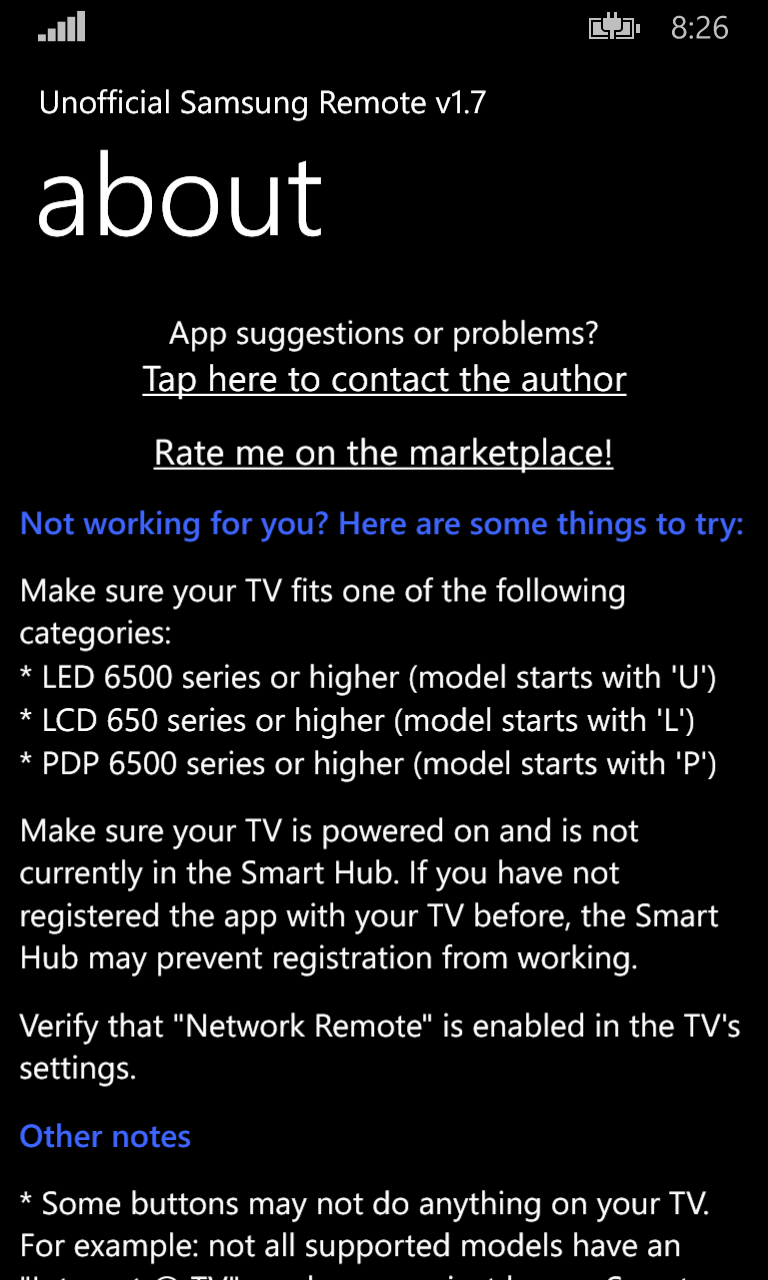 8:26
Unofficial Samsung Remote v1.7
about
App suggestions or problems?
Tap here to contact the author
Rate me on the marketplace!
Not working for you? Here are some things to try:
Make sure your TV fits one of the following
categories:
* LED 6500 series or higher (model starts with 'U')
* LCD 650 series or higher (model starts with 'L')
* PDP 6500 series or higher (model starts with 'P')
Make sure your TV is powered on and is not
currently in the Smart Hub. If you have not
registered the app with your TV before, the Smart
Hub may prevent registration from working.
Verify that "Network Remote" is enabled in the TV's
settings.
Other notes
* Some buttons may not do anything on your TV.
For example: not all supported models have an